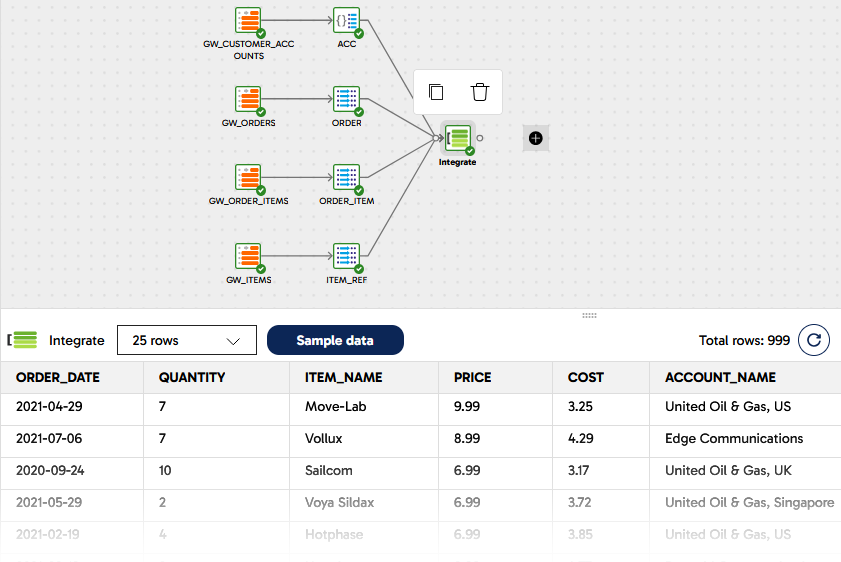 GW_CUSTOMER_ACC
OUNTS
ACC
GW_ORDERS
ORDER
Integrate
GW_ORDER_ITEMS
ORDER_ITEM
GW_ITEMS
ITEM_REF
Integrate 25 rows Sample data Total rows: 999
ORDER_DATE QUANTITY ITEM_NAME PRICE COST ACCOUNT_NAME
2021-04-29 7 Move-Lab 9.99 3.25 United Oil & Gas, US
2021-07-06 7 Vollux 8.99 4.29 Edge Communications
2020-09-24 10 Sailcom 6.99 3.17 United Oil & Gas, UK
2021-05-29 2 Voya Sildax 6.99 3.72 United Oil & Gas, Singapore
2021-02-19 4 Hotphase 6.99 3.85 United Oil & Gas, US